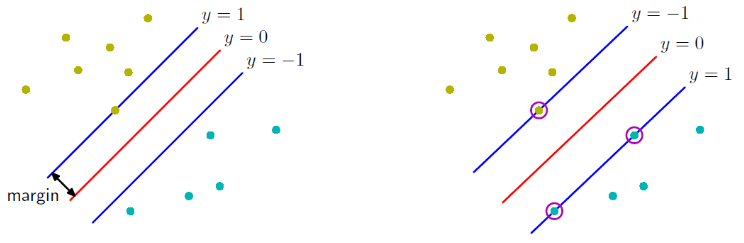 y = 1
y = 0
y = −1
margin
y = −1
y = 0
y = 1